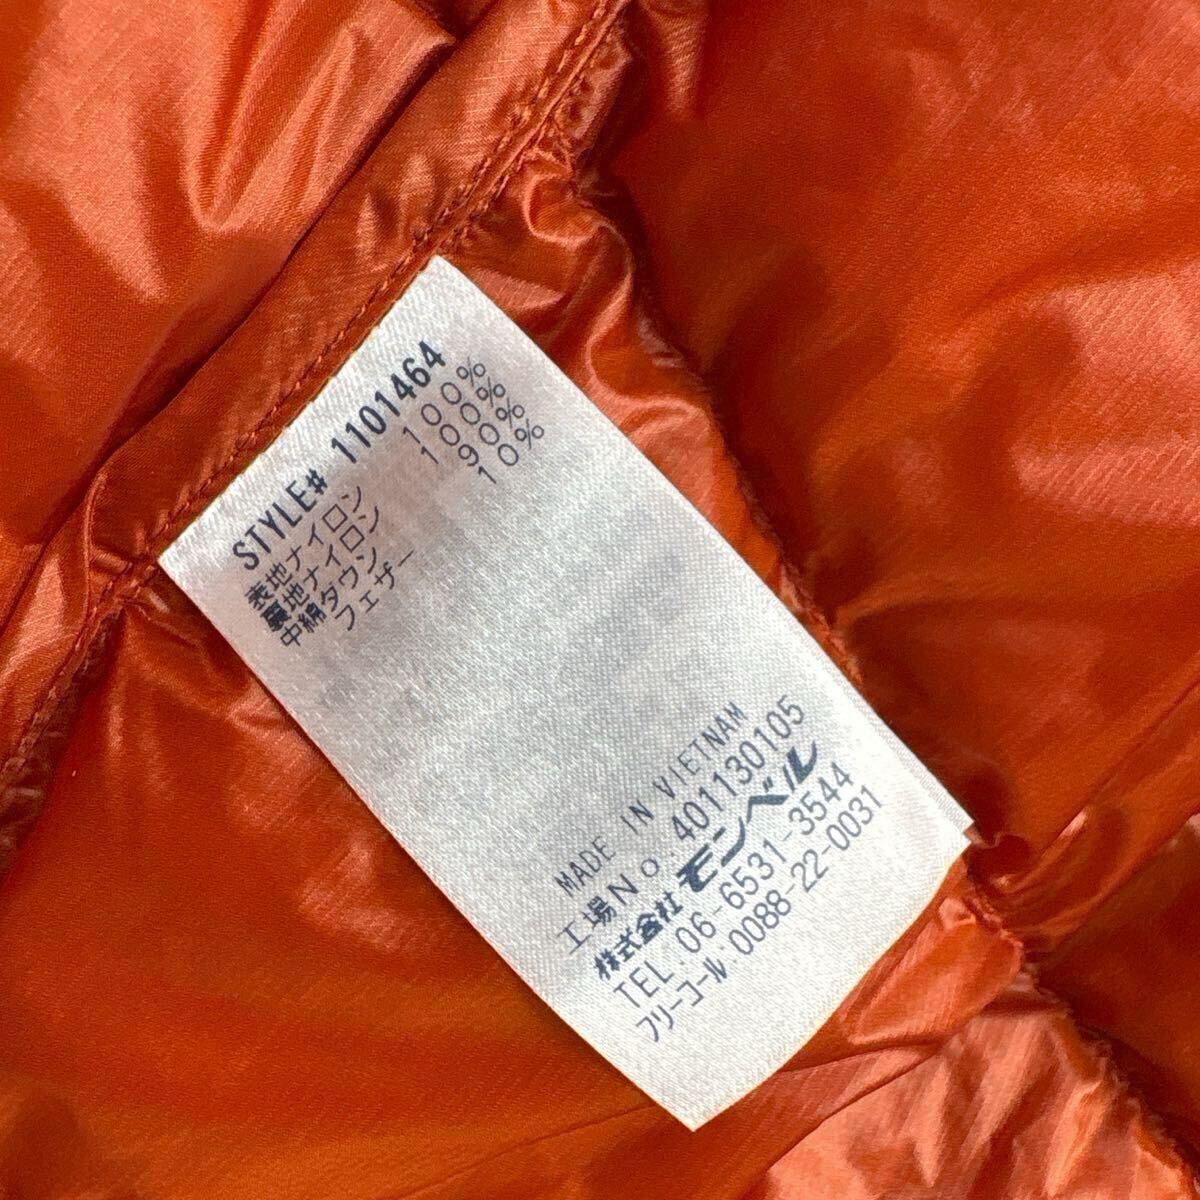 STYLE# 1101464
表地ナイロン 100%
裏地ナイロン 100%
中綿ダウン 90%
フェザー 10%
MADE IN VIETNAM
工場No. 401130105
株式会社モンベル
TEL.06-6531-3544
フリーコール:0088-22-0031